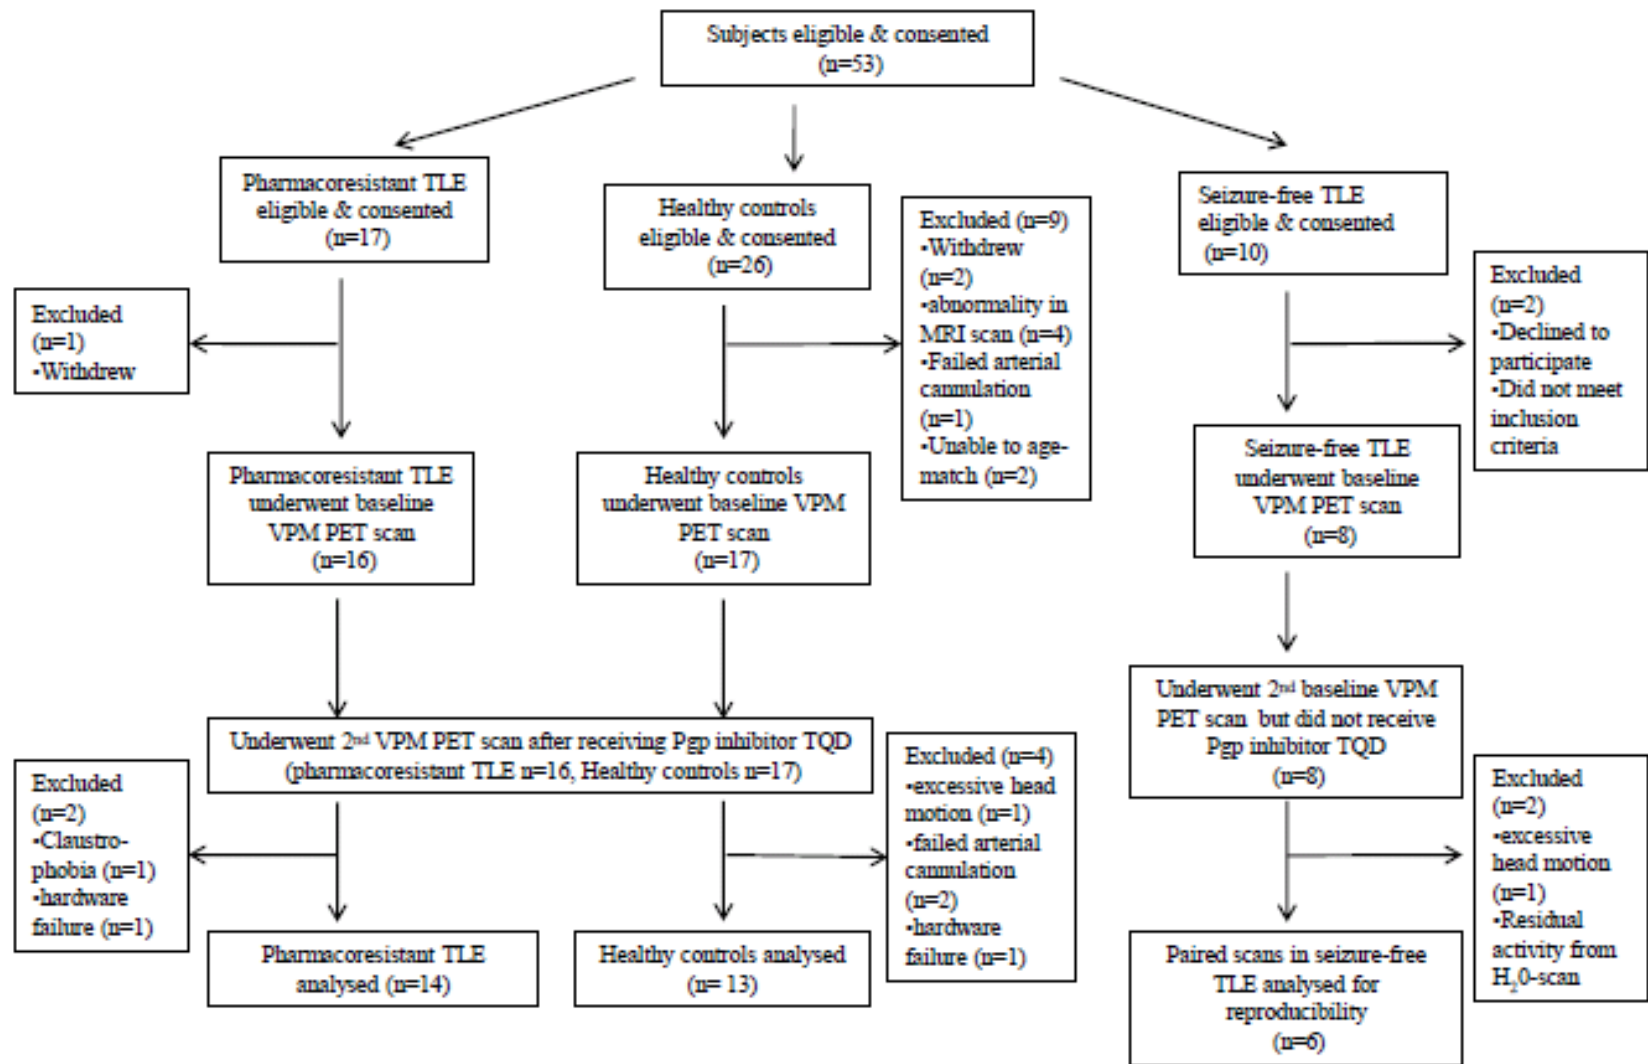 Subjects eligible & consented
(n=53)
Pharmacoresistant TLE
eligible & consented
(n=17)
Healthy controls
eligible & consented
(n=26)
Excluded (n=9)
•Withdrew
(n=2)
•abnormality in
MRI scan (n=4)
•Failed arterial
cannulation
(n=1)
•Unable to age-
match (n=2)
Seizure-free TLE
eligible & consented
(n=10)
Excluded
(n=2)
•Declined to
participate
•Did not meet
inclusion
criteria
Excluded
(n=1)
•Withdrew
Pharmacoresistant TLE
underwent baseline
VPM PET scan
(n=16)
Healthy controls
underwent baseline VPM
PET scan
(n=17)
Seizure-free TLE
underwent baseline
VPM PET scan
(n=8)
Underwent 2nd VPM PET scan after receiving Pgp inhibitor TQD
(pharmacoresistant TLE n=16, Healthy controls n=17)
Underwent 2nd baseline VPM
PET scan but did not receive
Pgp inhibitor TQD
(n=8)
Excluded
(n=2)
•Claustro-
phobia (n=1)
•hardware
failure (n=1)
Excluded (n=4)
•excessive head
motion (n=1)
•failed arterial
cannulation
(n=2)
•hardware
failure (n=1)
Excluded
(n=2)
•excessive
head motion
(n=1)
•Residual
activity from
H₂0-scan
Pharmacoresistant TLE
analysed (n=14)
Healthy controls analysed
(n= 13)
Paired scans in seizure-free
TLE analysed for
reproducibility
(n=6)